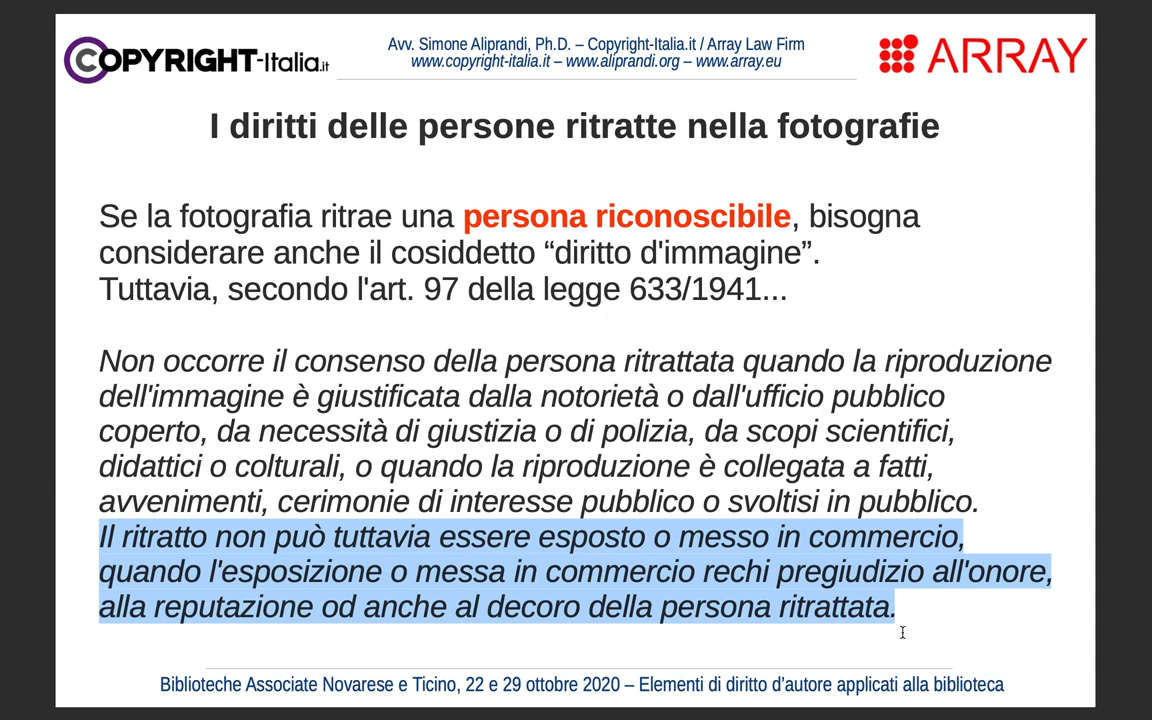 COPYRIGHT-Italia.it
Avv. Simone Aliprandi, Ph.D. – Copyright-Italia.it / Array Law Firm
www.copyright-italia.it – www.aliprandi.org – www.array.eu
ARRAY
I diritti delle persone ritratte nella fotografie
Se la fotografia ritrae una persona riconoscibile, bisogna
considerare anche il cosiddetto “diritto d'immagine”.
Tuttavia, secondo l'art. 97 della legge 633/1941...
Non occorre il consenso della persona ritrattata quando la riproduzione
dell'immagine è giustificata dalla notorietà o dall'ufficio pubblico
coperto, da necessità di giustizia o di polizia, da scopi scientifici,
didattici o colturali, o quando la riproduzione è collegata a fatti,
avvenimenti, cerimonie di interesse pubblico o svoltisi in pubblico.
Il ritratto non può tuttavia essere esposto o messo in commercio,
quando l'esposizione o messa in commercio rechi pregiudizio all'onore,
alla reputazione od anche al decoro della persona ritrattata.
Biblioteche Associate Novarese e Ticino, 22 e 29 ottobre 2020 – Elementi di diritto d’autore applicati alla biblioteca